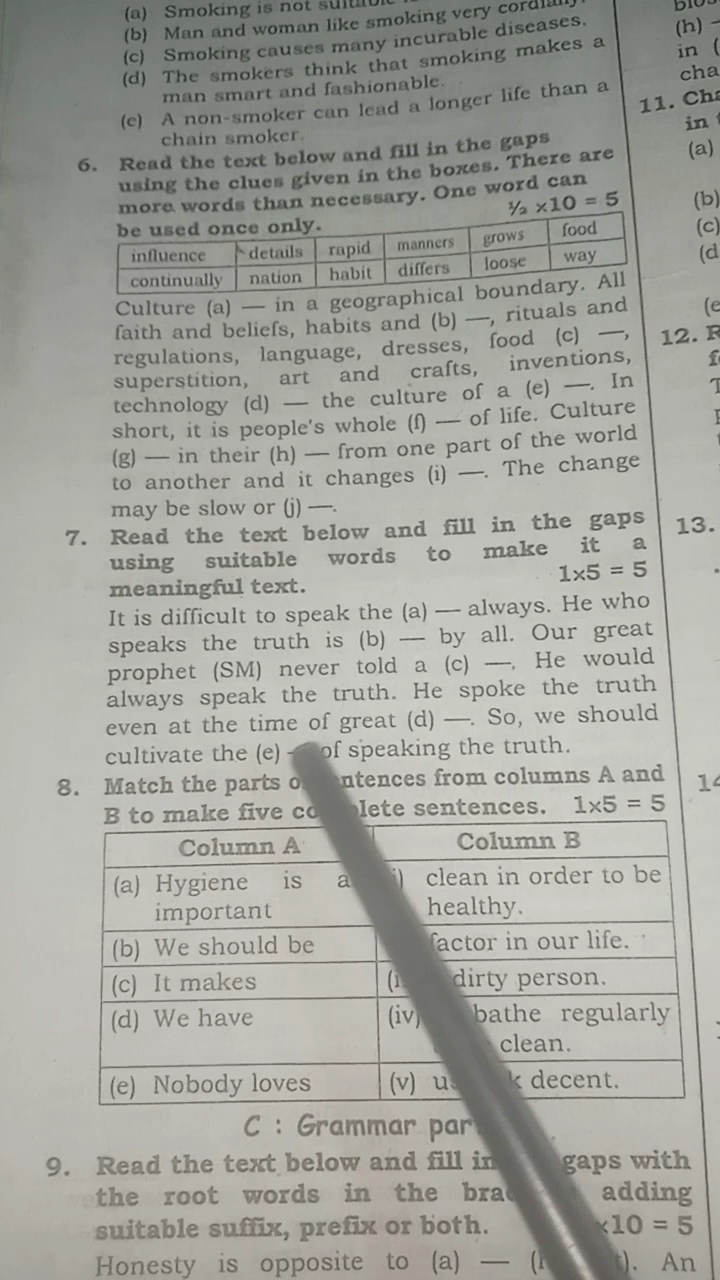 (a) Smoking is not
(b) Man and woman like smoking very
(c) Smoking causes many incurable diseases.
(d) The smokers think that smoking makes a
man smart and fashionable.
(e) A non-smoker can lead a longer life than a
chain smoker.
6. Read the text below and fill in the gaps
using the clues given in the boxes. There are
more words than necessary. One word can
be used once only. ½ ×10 = 5
influence details rapid manners grows food
continually nation habit differs loose way
Culture (a) — in a geographical boundary. All
faith and beliefs, habits and (b) —, rituals and
regulations, language, dresses, food (c) —,
superstition, art and crafts, inventions,
technology (d) — the culture of a (e) —. In
short, it is people's whole (f) — of life. Culture
(g) — in their (h) — from one part of the world
to another and it changes (i) —. The change
may be slow or (j) —.
7. Read the text below and fill in the gaps
using suitable words to make it a
meaningful text. 1×5 = 5
It is difficult to speak the (a) — always. He who
speaks the truth is (b) — by all. Our great
prophet (SM) never told a (c) —. He would
always speak the truth. He spoke the truth
even at the time of great (d) —. So, we should
cultivate the (e) — of speaking the truth.
8. Match the parts ntences from columns A and
B to make five lete sentences. 1×5 = 5
Column A Column B
(a) Hygiene is a clean in order to be
important healthy.
(b) We should be factor in our life.
(c) It makes dirty person.
(d) We have (iv) bathe regularly
clean.
(e) Nobody loves (v) decent.
C : Grammar par
9. Read the text below and fill in gaps with
the root words in the adding
suitable suffix, prefix or both. ×10 = 5
Honesty is opposite to (a) — An
(h) –
in (
cha
11. Cha
in
(a)
(b)
(c)
(d
(e
12. R
f
13.
14